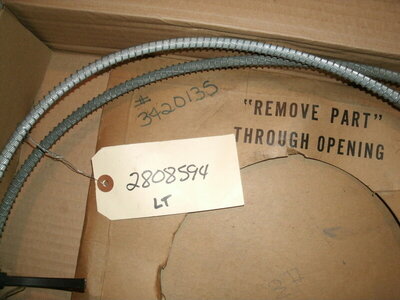 #
3420135
"REMOVE PART"
THROUGH OPENING
2808594
LT